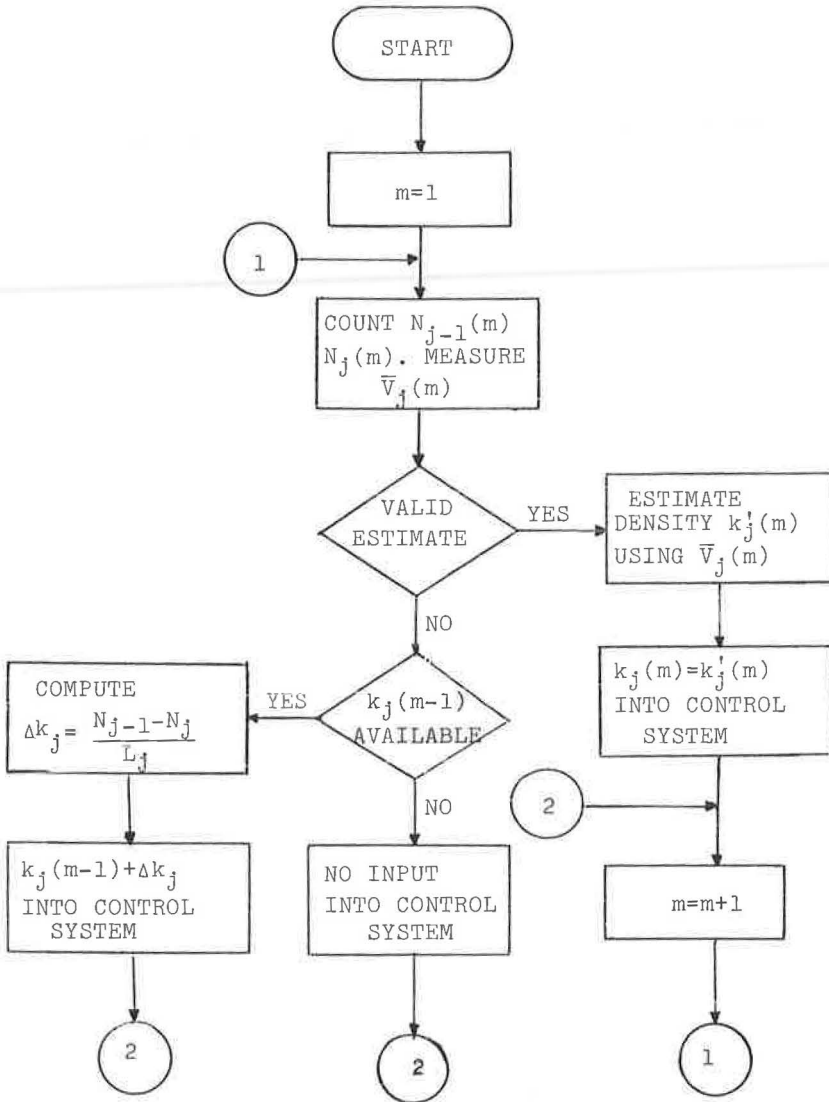 START
m=1
1
COUNT N_{j-1}(m)
N_j(m). MEASURE
V̅_j(m)
VALID
ESTIMATE
YES
ESTIMATE
DENSITY k'_j(m)
USING V̅_j(m)
NO
k_j(m)=k'_j(m)
INTO CONTROL
SYSTEM
k_j(m-1)
AVAILABLE
YES
COMPUTE
Δk_j= \frac{N_{j-1}-N_j}{L_j}
NO
2
k_j(m-1)+Δk_j
INTO CONTROL
SYSTEM
NO INPUT
INTO CONTROL
SYSTEM
m=m+1
2
2
1